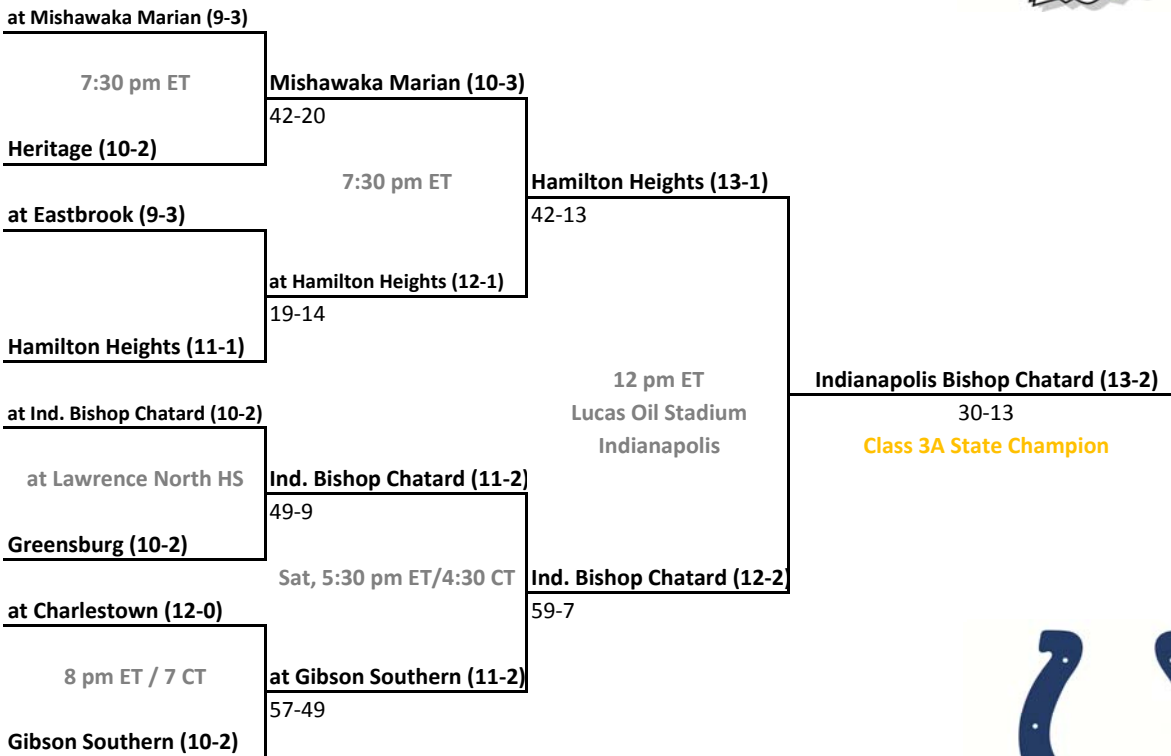 at Mishawaka Marian (9-3)
7:30 pm ET
Mishawaka Marian (10-3)
42-20
Heritage (10-2)
7:30 pm ET
Hamilton Heights (13-1)
at Eastbrook (9-3)
42-13
at Hamilton Heights (12-1)
19-14
Hamilton Heights (11-1)
12 pm ET
Indianapolis Bishop Chatard (13-2)
at Ind. Bishop Chatard (10-2)
Lucas Oil Stadium
30-13
Indianapolis
Class 3A State Champion
at Lawrence North HS
Ind. Bishop Chatard (11-2)
49-9
Greensburg (10-2)
Sat, 5:30 pm ET/4:30 CT
Ind. Bishop Chatard (12-2)
at Charlestown (12-0)
59-7
8 pm ET / 7 CT
at Gibson Southern (11-2)
57-49
Gibson Southern (10-2)